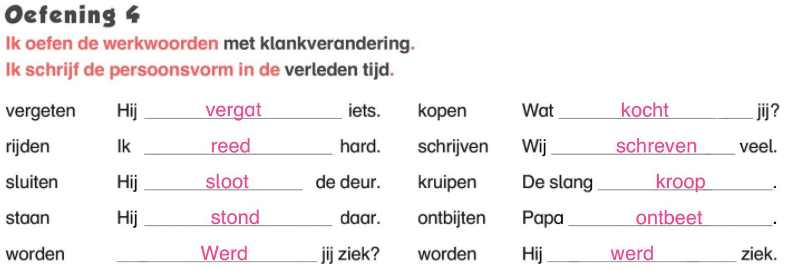 Oefening 4
Ik oefen de werkwoorden met klankverandering.
Ik schrijf de persoonsvorm in de verleden tijd.
vergeten Hij vergat iets. kopen Wat kocht jij?
rijden Ik reed hard. schrijven Wij schreven veel.
sluiten Hij sloot de deur. kruipen De slang kroop.
staan Hij stond daar. ontbijten Papa ontbeet.
worden Werd jij ziek? worden Hij werd ziek.